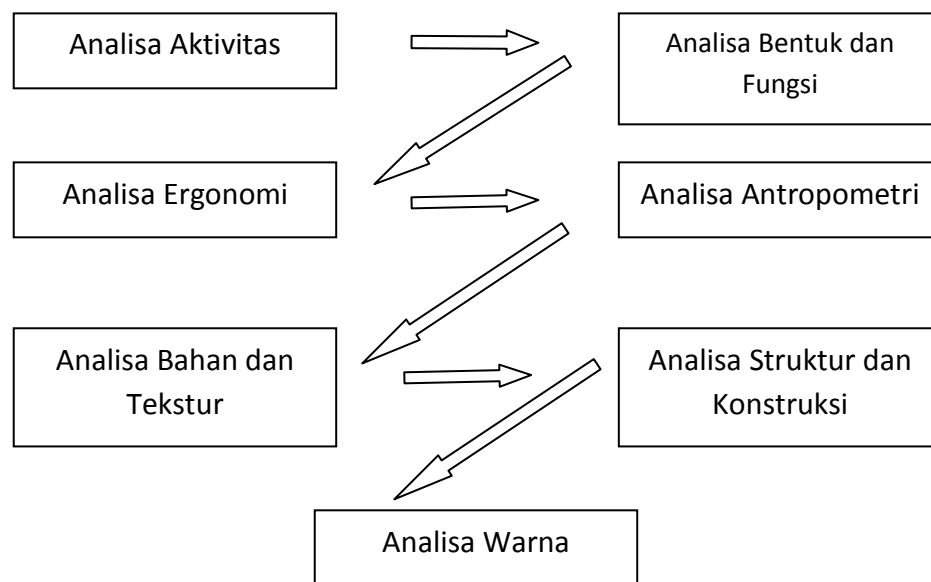 Analisa Aktivitas
Analisa Bentuk dan
Fungsi
Analisa Ergonomi
Analisa Antropometri
Analisa Bahan dan
Tekstur
Analisa Struktur dan
Konstruksi
Analisa Warna